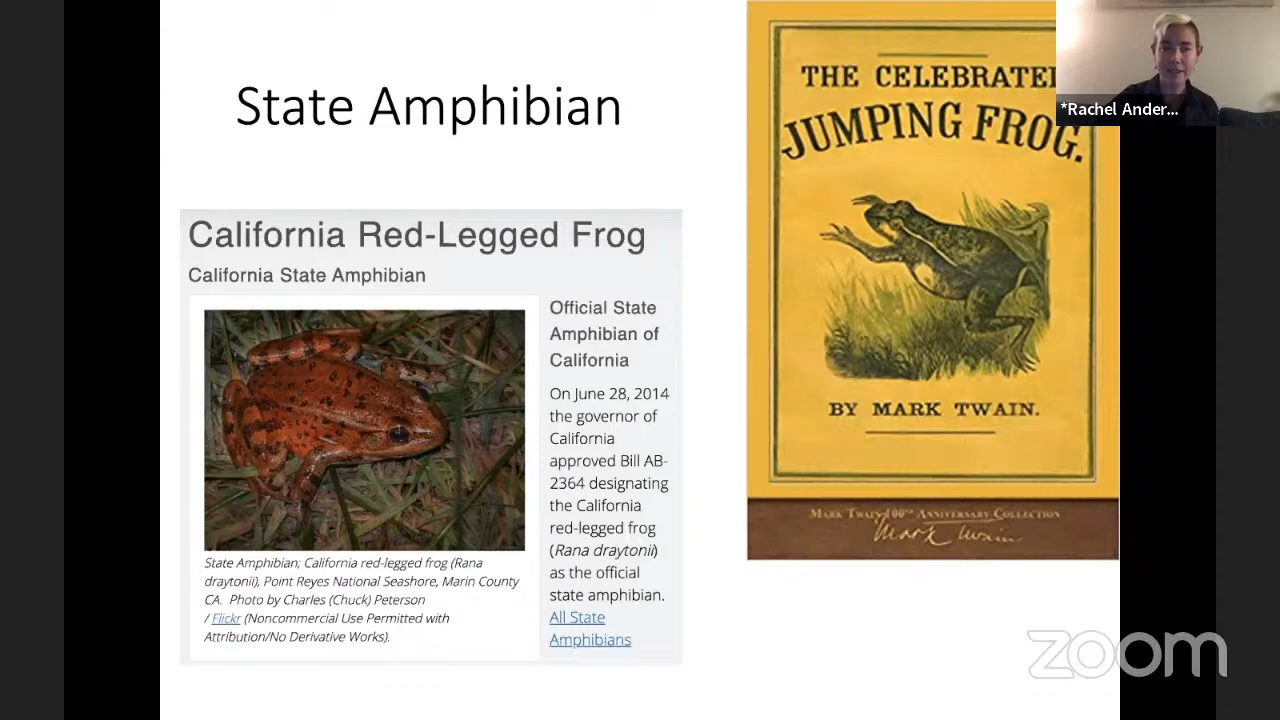 State Amphibian
California Red-Legged Frog
California State Amphibian
Official State
Amphibian of
California
On June 28, 2014
the governor of
California
approved Bill AB-
2364 designating
the California
red-legged frog
(Rana draytonii)
as the official
state amphibian.
All State
Amphibians
State Amphibian; California red-legged frog (Rana
draytonii), Point Reyes National Seashore, Marin County
CA. Photo by Charles (Chuck) Peterson
/ Flickr (Noncommercial Use Permitted with
Attribution/No Derivative Works).
THE CELEBRATE
JUMPING FROG.
BY MARK TWAIN.
MARK TWAIN 100TH ANNIVERSARY COLLECTION
Mark Twain
*Rachel Ander...
zoom